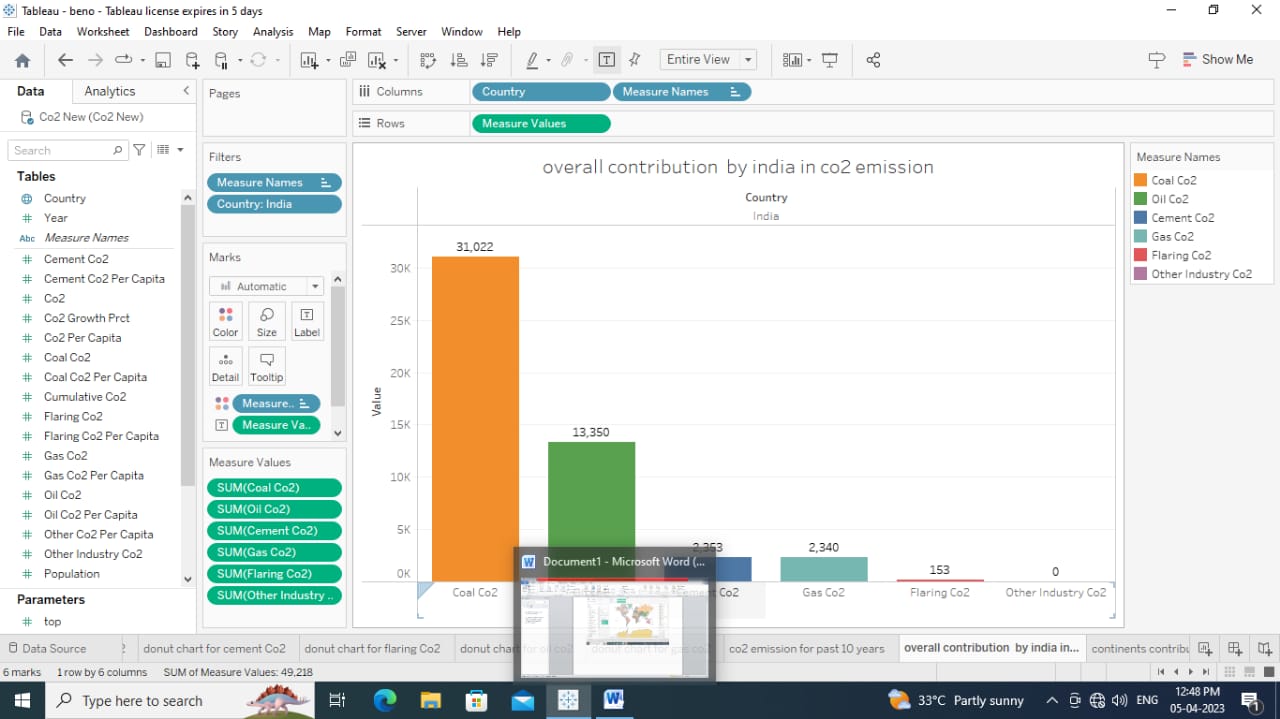 Tableau - beno - Tableau license expires in 5 days
File Data Worksheet Dashboard Story Analysis Map Format Server Window Help
Entire View
Show Me
Data Analytics
Co2 New (Co2 New)
Search
Tables
Country
Year
Abc Measure Names
Cement Co2
Cement Co2 Per Capita
Co2
Co2 Growth Prct
Co2 Per Capita
Coal Co2
Coal Co2 Per Capita
Cumulative Co2
Flaring Co2
Flaring Co2 Per Capita
Gas Co2
Gas Co2 Per Capita
Oil Co2
Oil Co2 Per Capita
Other Co2 Per Capita
Other Industry Co2
Population
Parameters
top
Pages
Filters
Measure Names
Country: India
Marks
Automatic
Color Size Label
Detail Tooltip
Measure..
Measure Va..
Measure Values
SUM(Coal Co2)
SUM(Oil Co2)
SUM(Cement Co2)
SUM(Gas Co2)
SUM(Flaring Co2)
SUM(Other Industry ..
Columns Country Measure Names
Rows Measure Values
overall contribution by india in co2 emission
Country
India
Value
30K
25K
20K
15K
10K
5K
0K
31,022
13,350
2,353
2,340
153
0
Coal Co2
Cement Co2
Gas Co2
Flaring Co2
Other Industry Co2
Measure Names
Coal Co2
Oil Co2
Cement Co2
Gas Co2
Flaring Co2
Other Industry Co2
Document1 - Microsoft Word (...
Data Source
donut chart for cement Co2
donut chart for flaring Co2
donut chart for oil co2
donut chart for gas co2
co2 emission for past 10 years
overall contribution by india in...
continents contribu
6 marks 1 row by 6 columns SUM of Measure Values: 49,218
Type here to search
33°C Partly sunny
ENG
12:48 PM
05-04-2023
1